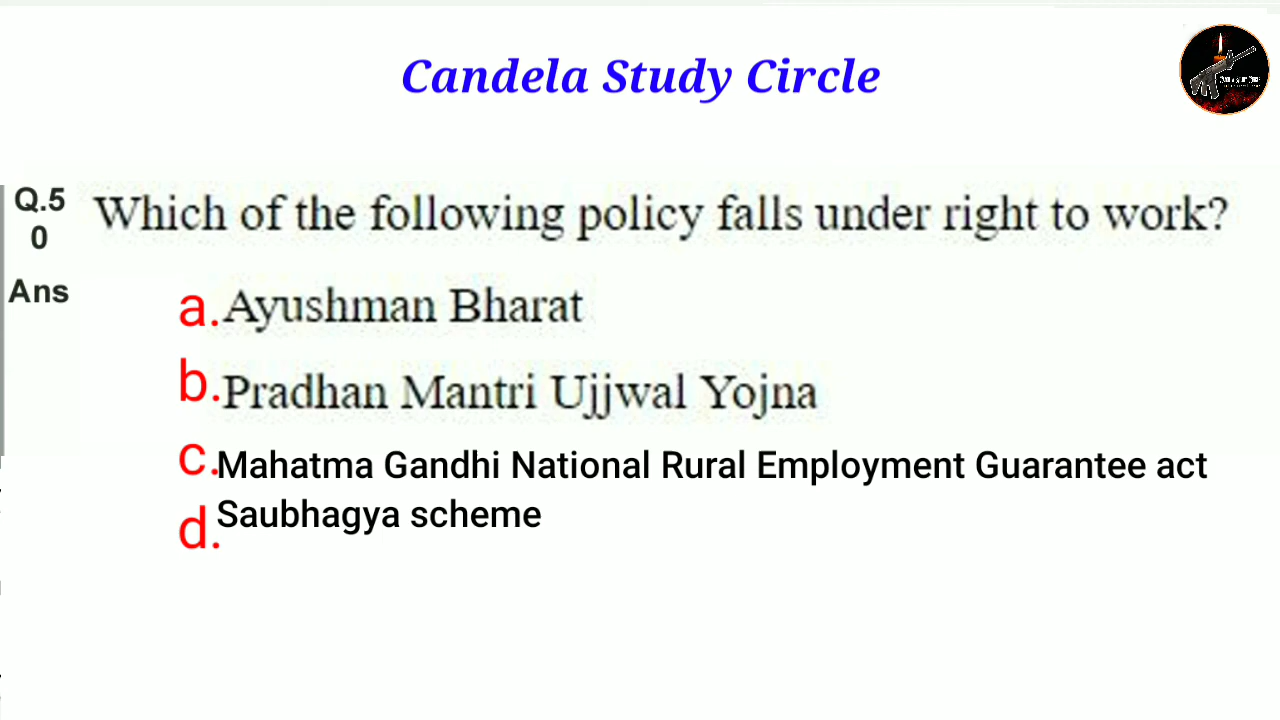 Candela Study Circle
Q.5
0
Which of the following policy falls under right to work?
Ans
a.Ayushman Bharat
b.Pradhan Mantri Ujjwal Yojna
c.Mahatma Gandhi National Rural Employment Guarantee act
d.Saubhagya scheme